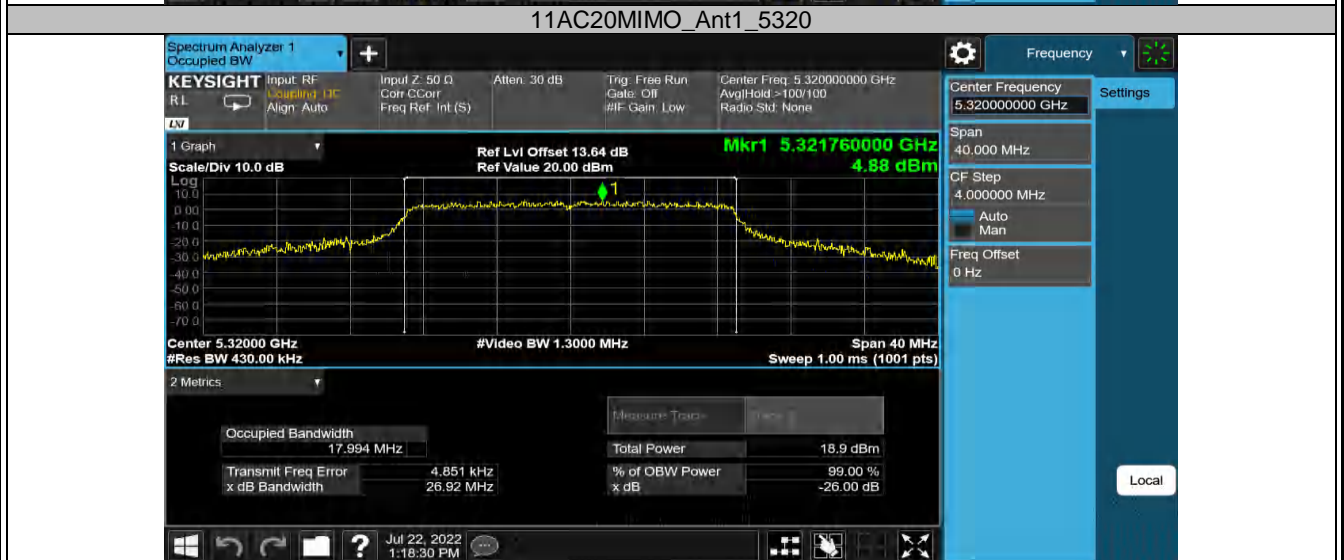 11AC20MIMO_Ant1_5320
Spectrum Analyzer 1
Occupied BW
Frequency
KEYSIGHT
RL
LXI
Input: RF
Coupling: DC
Align: Auto
Input Z: 50 Ω
Corr CCorr
Freq Ref: Int (S)
Atten: 30 dB
Trig: Free Run
Gate: Off
#IF Gain: Low
Center Freq: 5.320000000 GHz
Avg|Hold:>100/100
Radio Std: None
Center Frequency
5.320000000 GHz
Settings
Span
40.000 MHz
CF Step
4.000000 MHz
Auto
Man
Freq Offset
0 Hz
1 Graph
Scale/Div 10.0 dB
Ref Lvl Offset 13.64 dB
Ref Value 20.00 dBm
Mkr1 5.321760000 GHz
4.88 dBm
Log
10.0
0.00
-10.0
-20.0
-30.0
-40.0
-50.0
-60.0
-70.0
1
Center 5.32000 GHz
#Res BW 430.00 kHz
#Video BW 1.3000 MHz
Span 40 MHz
Sweep 1.00 ms (1001 pts)
2 Metrics
Measure Trace
Occupied Bandwidth
17.994 MHz
Total Power 18.9 dBm
Transmit Freq Error 4.851 kHz
% of OBW Power 99.00 %
x dB Bandwidth 26.92 MHz
x dB -26.00 dB
Local
Jul 22, 2022
1:18:30 PM